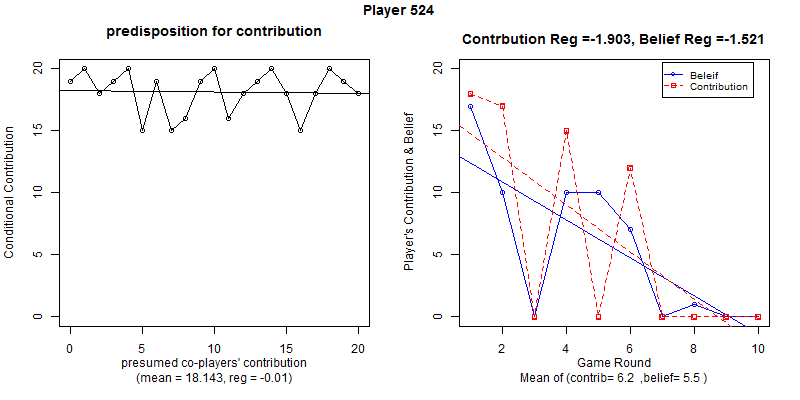 Player 524
predisposition for contribution
Conditional Contribution
20
15
10
5
0
0 5 10 15 20
presumed co-players' contribution
(mean = 18.143, reg = -0.01)
Contrbution Reg =-1.903, Belief Reg =-1.521
Player's Contribution & Belief
20
15
10
5
0
Beleif
Contribution
2 4 6 8 10
Game Round
Mean of (contrib= 6.2 ,belief= 5.5 )